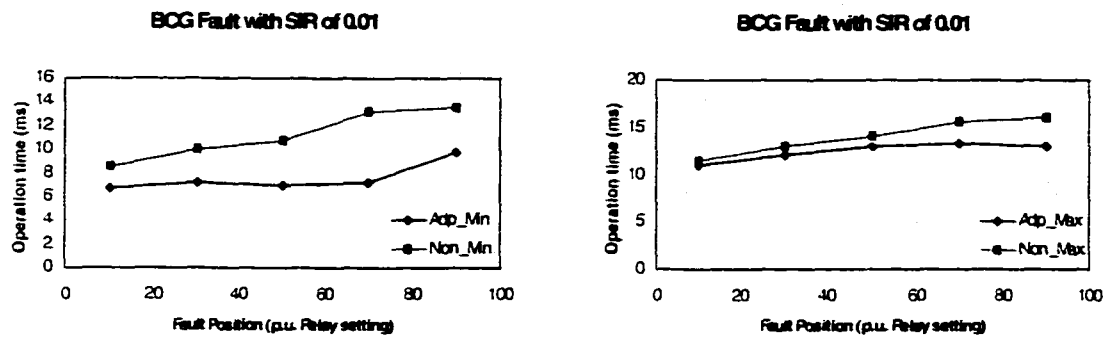 BCG Fault with SIR of 0.01
16
14
12
10
8
6
4
2
0
Operation time (ms)
Adp_Min
Non_Min
0 20 40 60 80 100
Fault Position (p.u. Relay setting)
BCG Fault with SIR of 0.01
20
15
10
5
0
Operation time (ms)
Adp_Max
Non_Max
0 20 40 60 80 100
Fault Position (p.u. Relay setting)